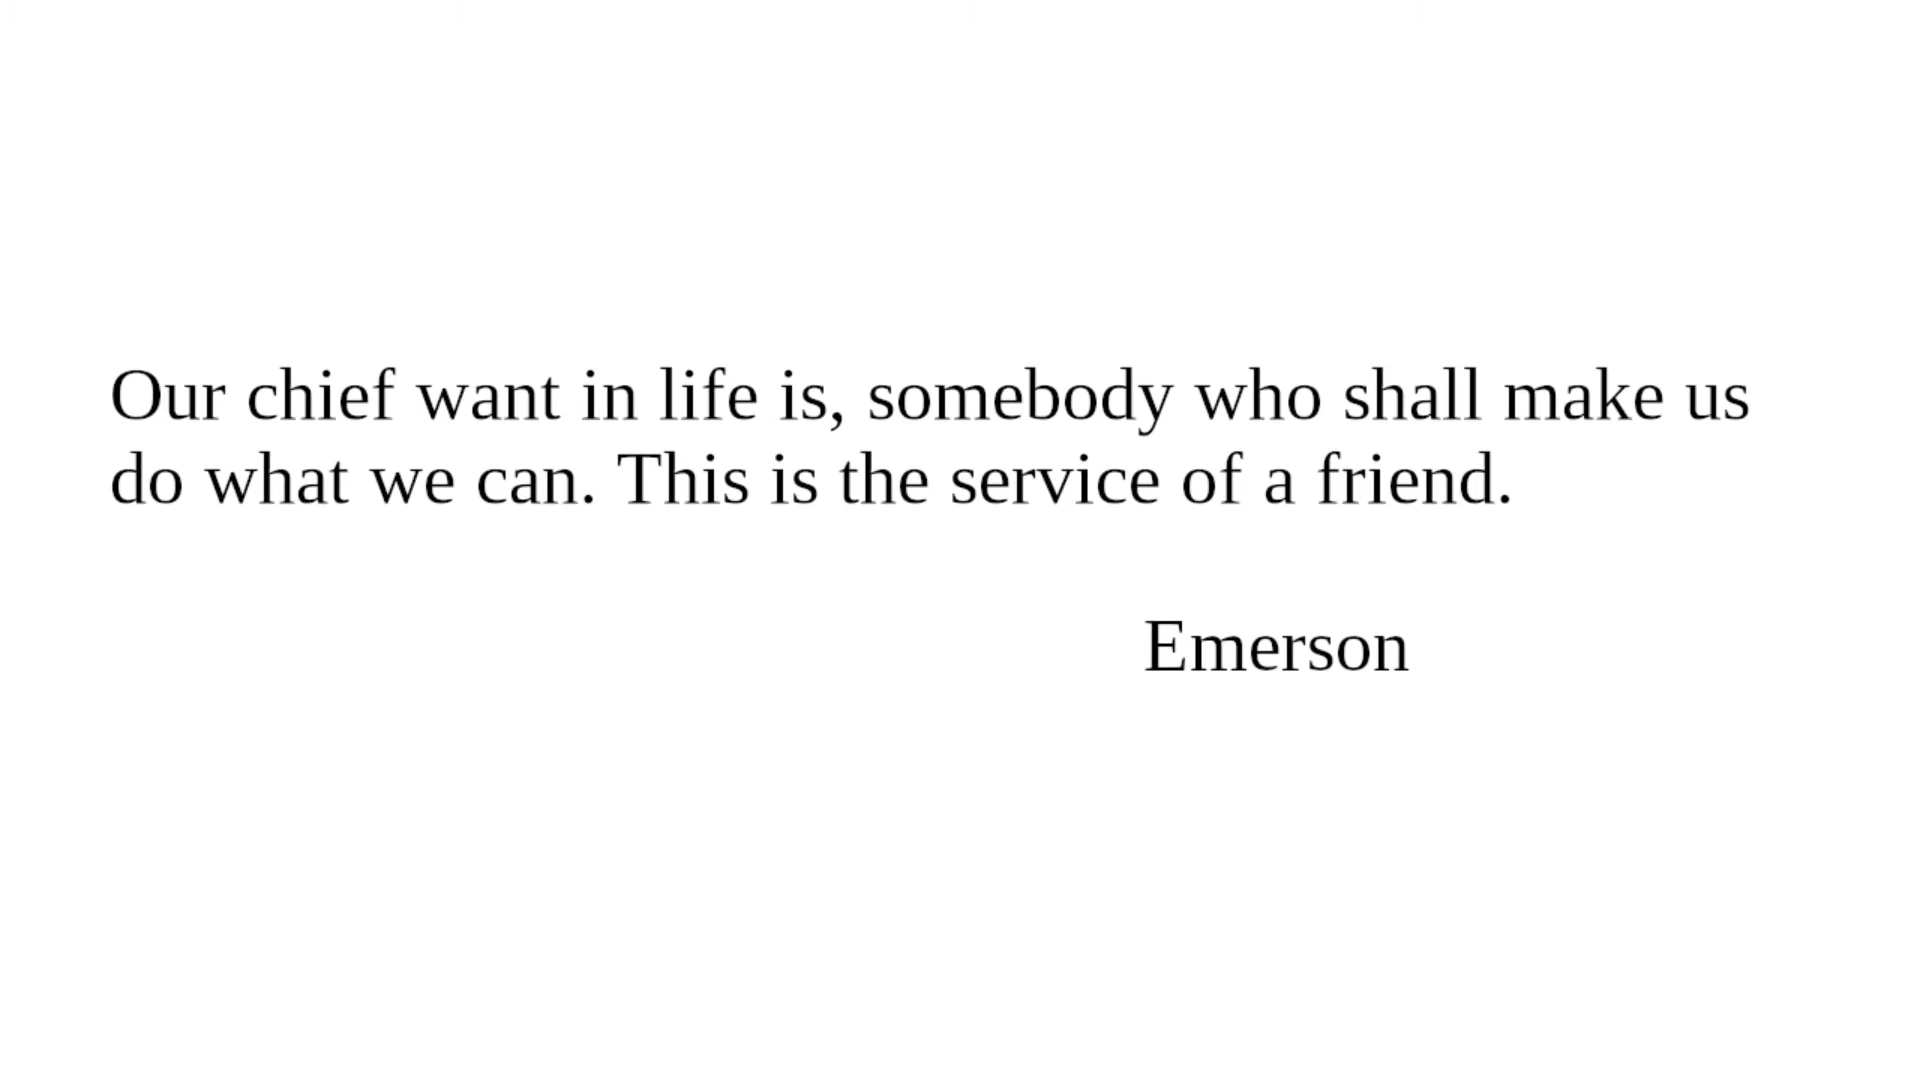 Our chief want in life is, somebody who shall make us
do what we can. This is the service of a friend.
Emerson